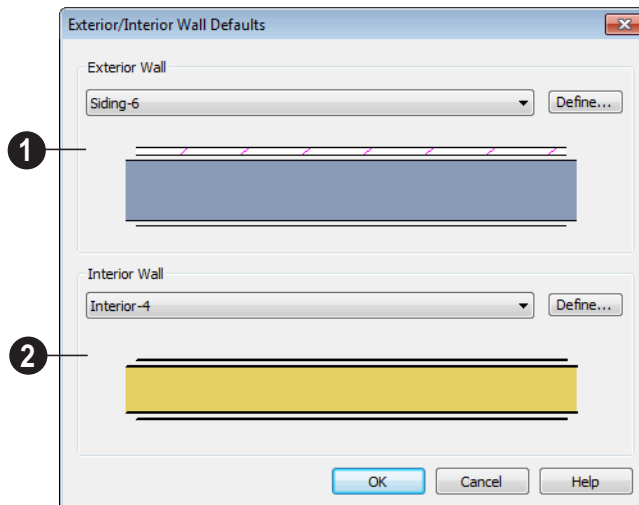 Exterior/Interior Wall Defaults
Exterior Wall
Siding-6
Define...
1
Interior Wall
Interior-4
Define...
2
OK
Cancel
Help